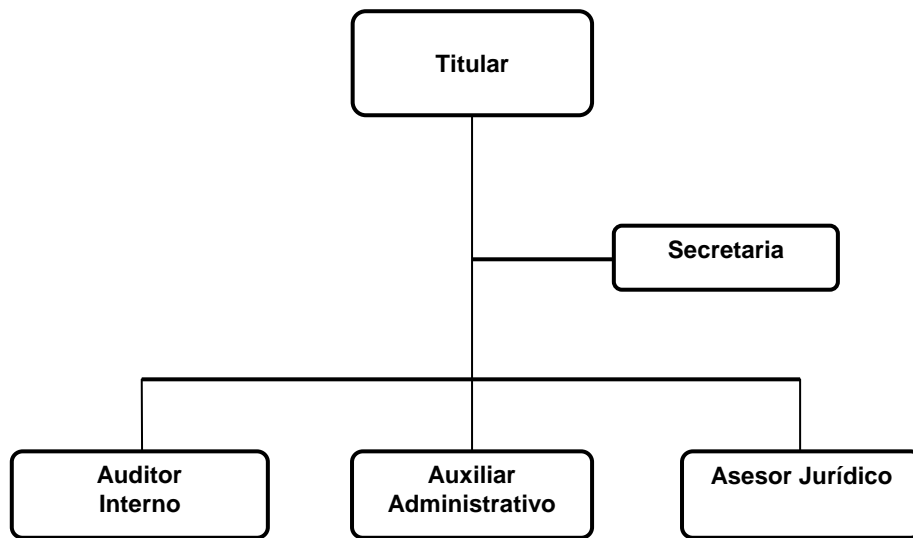 Titular
Secretaria
Auditor
Interno
Auxiliar
Administrativo
Asesor Jurídico